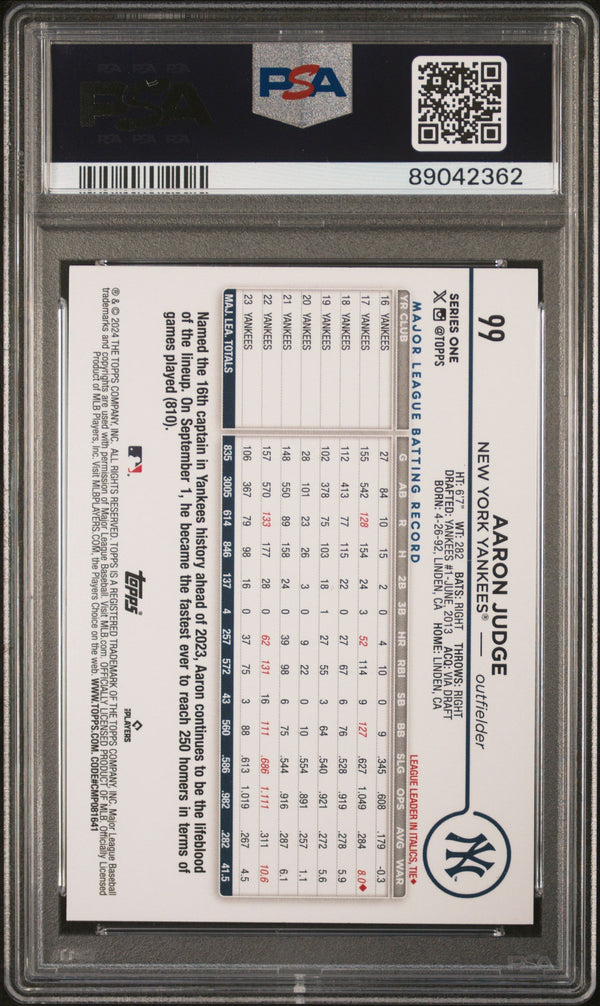 PSA
PSA
89042362
99
AARON JUDGE
NEW YORK YANKEES® — outfielder
SERIES ONE
@TOPPS
HT: 6'7" WT: 282 BATS: RIGHT THROWS: RIGHT
DRAFTED: YANKEES #1-JUNE, 2013 ACQ: VIA DRAFT
BORN: 4-26-92, LINDEN, CA HOME: LINDEN, CA
NY
MAJOR LEAGUE BATTING RECORD
LEAGUE LEADER IN ITALICS, TIE♦
YR CLUB G AB R H 2B 3B HR RBI SB BB SLG OPS AVG WAR
16 YANKEES 27 84 10 15 2 0 4 10 0 9 .345 .608 .179 -0.3
17 YANKEES 155 542 128 154 24 3 52 114 9 127 .627 1.049 .284 8.0♦
18 YANKEES 112 413 77 115 22 0 27 67 6 76 .528 .919 .278 5.9
19 YANKEES 102 378 75 103 18 1 27 55 3 64 .540 .921 .272 5.6
20 YANKEES 28 101 23 26 3 0 9 22 0 10 .554 .891 .257 1.1
21 YANKEES 148 550 89 158 24 0 39 98 6 75 .544 .916 .287 6.1
22 YANKEES 157 570 133 177 28 0 62 131 16 111 .686 1.111 .311 10.6
23 YANKEES 106 367 79 98 16 0 37 75 3 88 .613 1.019 .267 4.5
MAJ. LEA. TOTALS 835 3005 614 846 137 4 257 572 43 560 .586 .982 .282 41.5
Named the 16th captain in Yankees history ahead of 2023, Aaron continues to be the lifeblood
of the lineup. On September 1, he became the fastest ever to reach 250 homers in terms of
games played (810).
topps®
PLAYERS
® & © 2024 THE TOPPS COMPANY, INC. ALL RIGHTS RESERVED. TOPPS IS A REGISTERED TRADEMARK OF THE TOPPS COMPANY, INC. Major League Baseball
trademarks and copyrights are used with permission of Major League Baseball. Visit MLB.com. OFFICIALLY LICENSED PRODUCT OF MLB. Officially Licensed
Product of MLB Players, Inc. Visit MLBPLAYERS.COM, the Players Choice on the web. WWW.TOPPS.COM. CODE#CMP081641